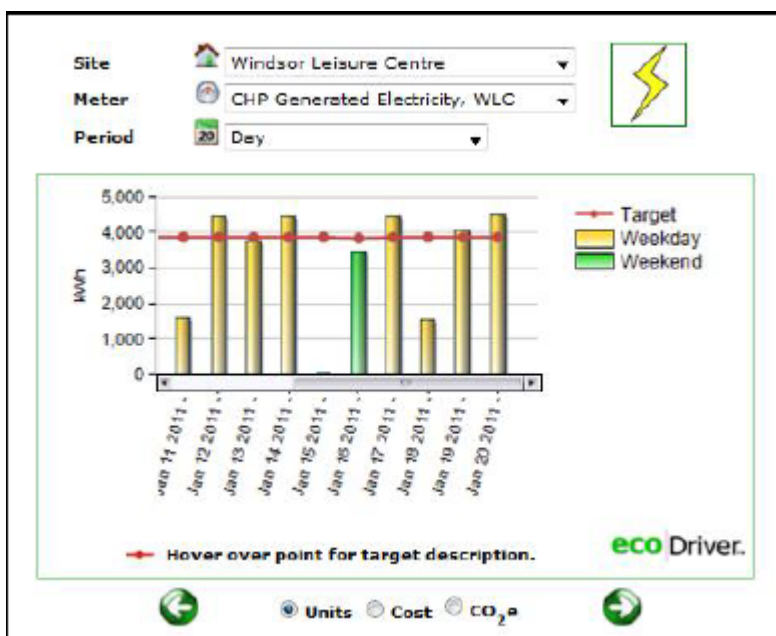 Site Windsor Leisure Centre
Meter CHP Generated Electricity, WLC
Period 20 Day
5,000
4,000
3,000
2,000
1,000
0
kWh
Target
Weekday
Weekend
Jan 11 2011 -
Jan 12 2011 -
Jan 13 2011 -
Jan 14 2011 -
Jan 15 2011 -
Jan 16 2011 -
Jan 17 2011 -
Jan 18 2011 -
Jan 19 2011 -
Jan 20 2011 -
Hover over point for target description.
eco Driver.
Units Cost CO₂e